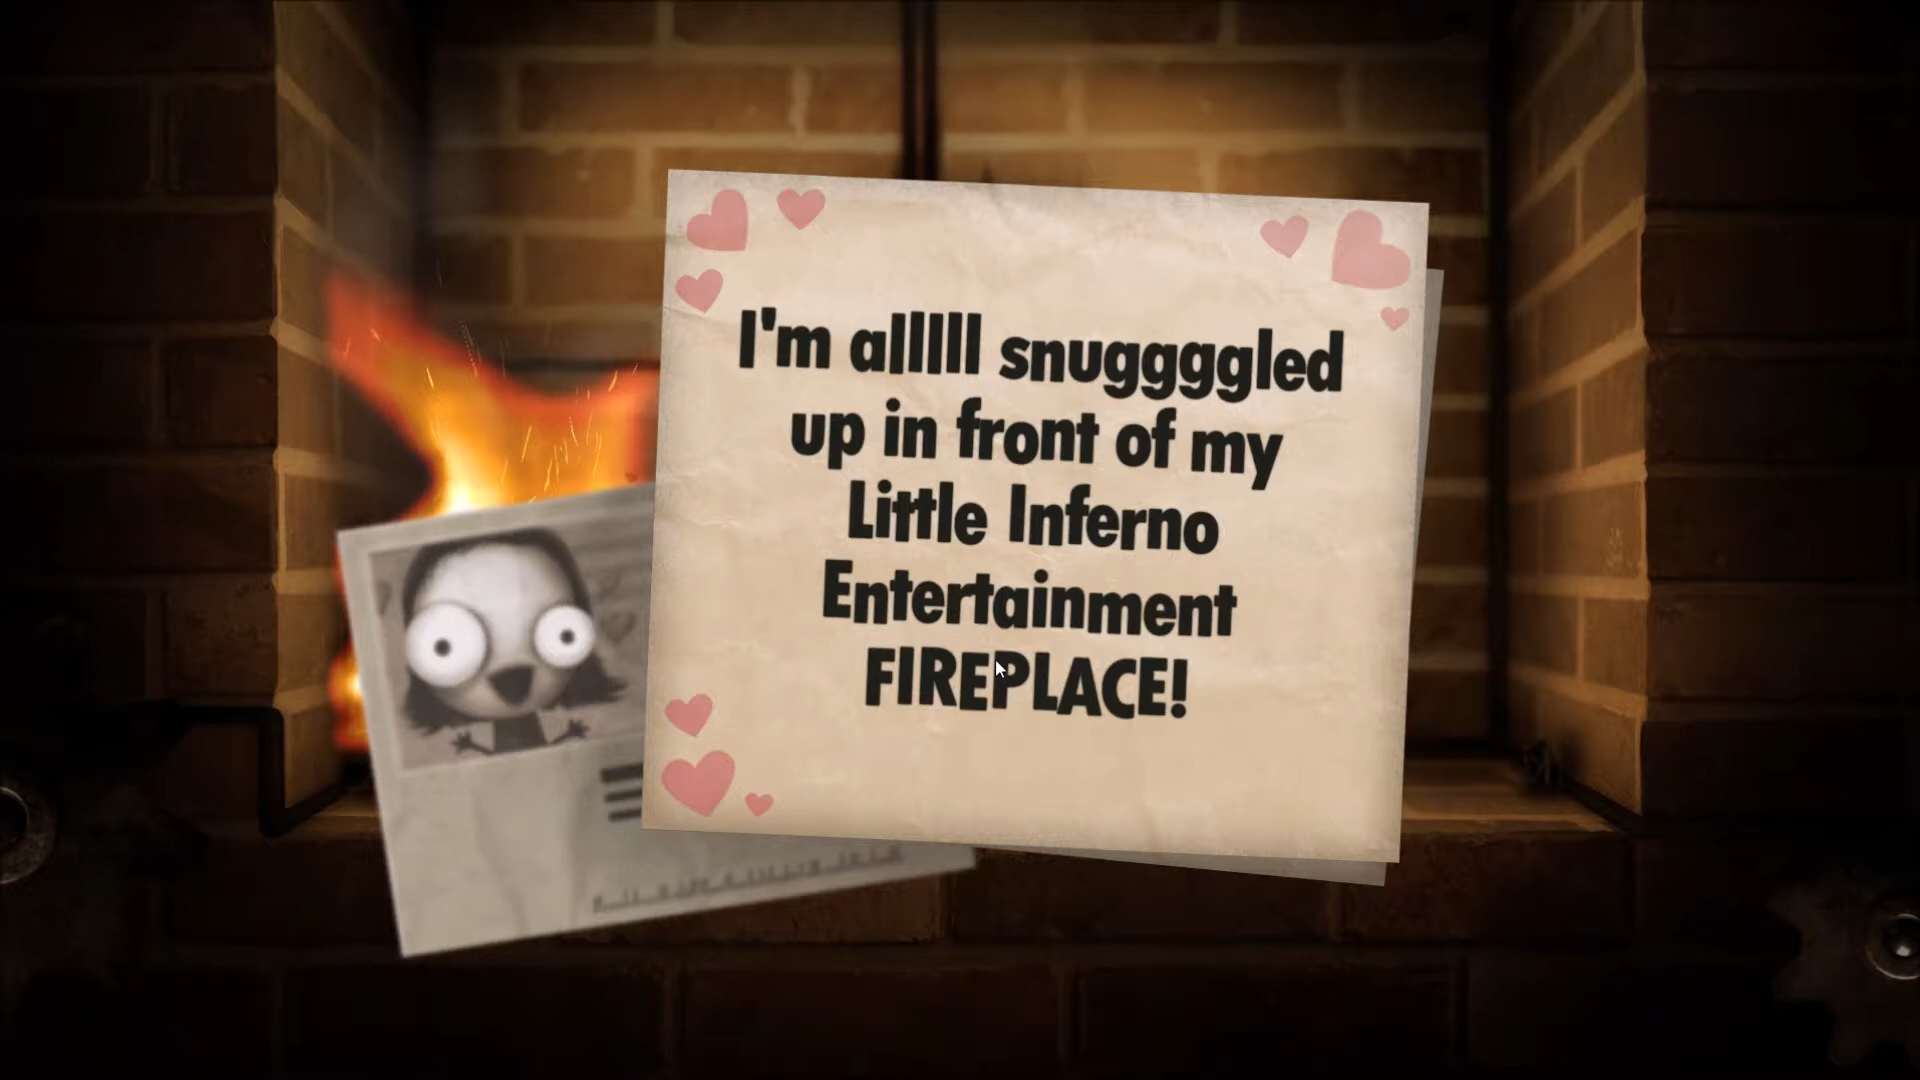 I'm alllll snuggggled
up in front of my
Little Inferno
Entertainment
FIREPLACE!